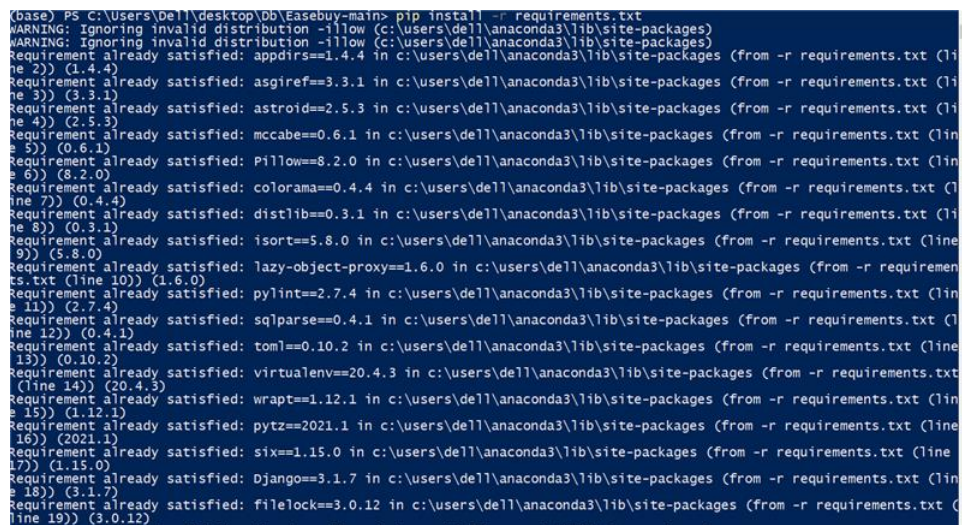 (base) PS C:\Users\Dell\desktop\Db\Easebuy-main> pip install -r requirements.txt
WARNING: Ignoring invalid distribution -illow (c:\users\dell\anaconda3\lib\site-packages)
WARNING: Ignoring invalid distribution -illow (c:\users\dell\anaconda3\lib\site-packages)
Requirement already satisfied: appdirs==1.4.4 in c:\users\dell\anaconda3\lib\site-packages (from -r requirements.txt (li
ne 2)) (1.4.4)
Requirement already satisfied: asgiref==3.3.1 in c:\users\dell\anaconda3\lib\site-packages (from -r requirements.txt (li
ne 3)) (3.3.1)
Requirement already satisfied: astroid==2.5.3 in c:\users\dell\anaconda3\lib\site-packages (from -r requirements.txt (li
ne 4)) (2.5.3)
Requirement already satisfied: mccabe==0.6.1 in c:\users\dell\anaconda3\lib\site-packages (from -r requirements.txt (lin
e 5)) (0.6.1)
Requirement already satisfied: Pillow==8.2.0 in c:\users\dell\anaconda3\lib\site-packages (from -r requirements.txt (lin
e 6)) (8.2.0)
Requirement already satisfied: colorama==0.4.4 in c:\users\dell\anaconda3\lib\site-packages (from -r requirements.txt (l
ine 7)) (0.4.4)
Requirement already satisfied: distlib==0.3.1 in c:\users\dell\anaconda3\lib\site-packages (from -r requirements.txt (li
ne 8)) (0.3.1)
Requirement already satisfied: isort==5.8.0 in c:\users\dell\anaconda3\lib\site-packages (from -r requirements.txt (line
 9)) (5.8.0)
Requirement already satisfied: lazy-object-proxy==1.6.0 in c:\users\dell\anaconda3\lib\site-packages (from -r requiremen
ts.txt (line 10)) (1.6.0)
Requirement already satisfied: pylint==2.7.4 in c:\users\dell\anaconda3\lib\site-packages (from -r requirements.txt (lin
e 11)) (2.7.4)
Requirement already satisfied: sqlparse==0.4.1 in c:\users\dell\anaconda3\lib\site-packages (from -r requirements.txt (l
ine 12)) (0.4.1)
Requirement already satisfied: toml==0.10.2 in c:\users\dell\anaconda3\lib\site-packages (from -r requirements.txt (line
 13)) (0.10.2)
Requirement already satisfied: virtualenv==20.4.3 in c:\users\dell\anaconda3\lib\site-packages (from -r requirements.txt
 (line 14)) (20.4.3)
Requirement already satisfied: wrapt==1.12.1 in c:\users\dell\anaconda3\lib\site-packages (from -r requirements.txt (lin
e 15)) (1.12.1)
Requirement already satisfied: pytz==2021.1 in c:\users\dell\anaconda3\lib\site-packages (from -r requirements.txt (line
 16)) (2021.1)
Requirement already satisfied: six==1.15.0 in c:\users\dell\anaconda3\lib\site-packages (from -r requirements.txt (line
17)) (1.15.0)
Requirement already satisfied: Django==3.1.7 in c:\users\dell\anaconda3\lib\site-packages (from -r requirements.txt (lin
e 18)) (3.1.7)
Requirement already satisfied: filelock==3.0.12 in c:\users\dell\anaconda3\lib\site-packages (from -r requirements.txt (
line 19)) (3.0.12)